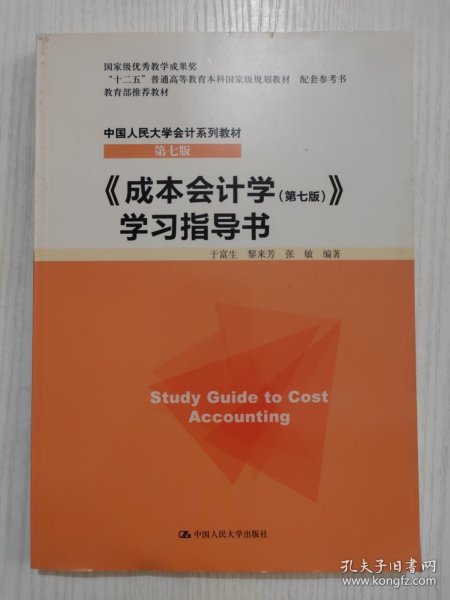 国家级优秀教学成果奖
“十二五”普通高等教育本科国家级规划教材 配套参考书
教育部推荐教材
中国人民大学会计系列教材
第七版
《成本会计学(第七版)》
学习指导书
于富生 黎来芳 张 敏 编著
Study Guide to Cost
Accounting
中国人民大学出版社
孔夫子旧书网
www.kongfz.com